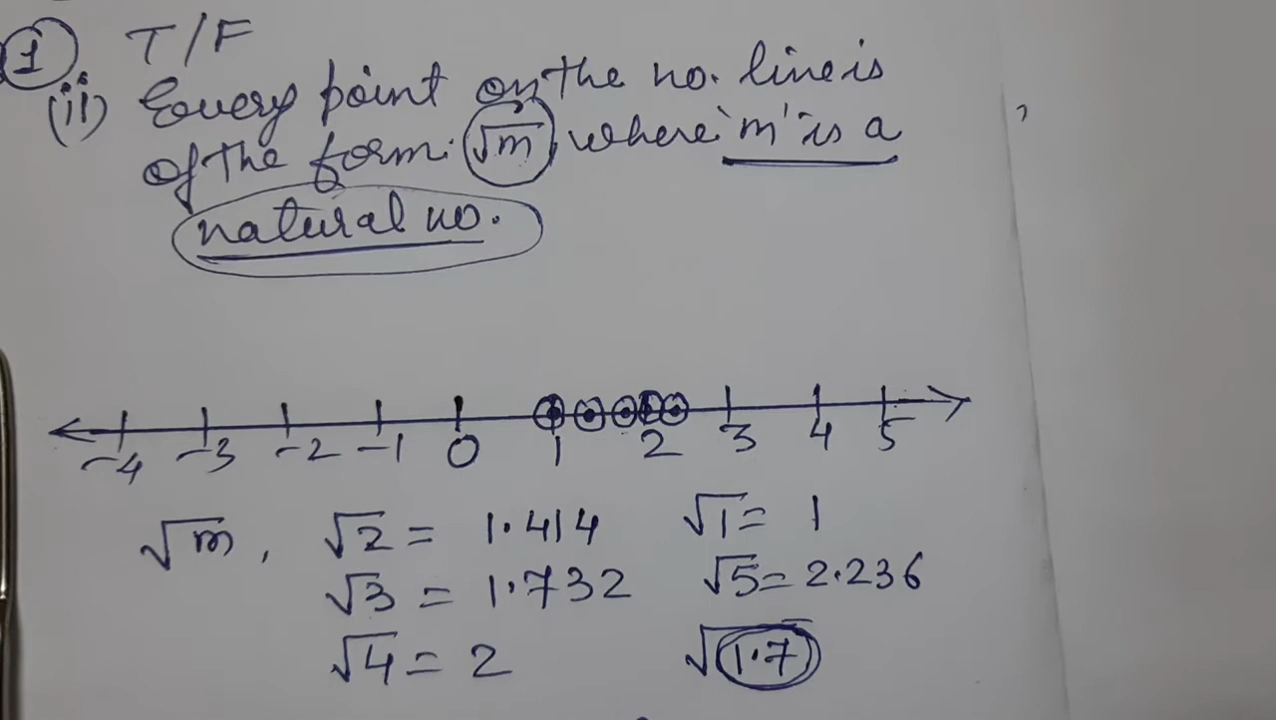 1 T/F
(ii) Every point on the no. line is
of the form √m, where 'm' is a
natural no.
-4 -3 -2 -1 0 1 2 3 4 5
√m, √2 = 1.414 √1 = 1
√3 = 1.732 √5 = 2.236
√4 = 2 √1.7